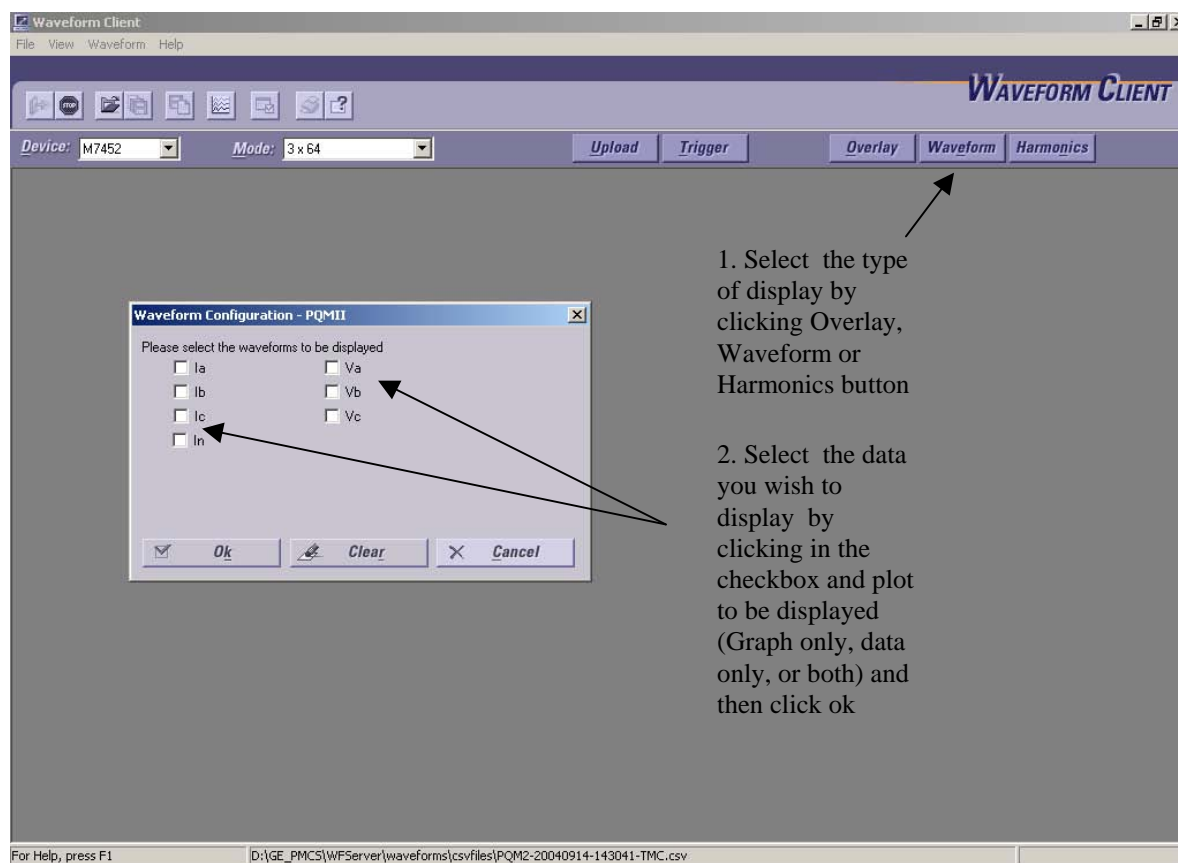 Waveform Client
File View Waveform Help
WAVEFORM CLIENT
STOP
Device: M7452 Mode: 3 x 64 Upload Trigger Overlay Waveform Harmonics
1. Select the type
of display by
clicking Overlay,
Waveform or
Harmonics button
Waveform Configuration - PQMII
Please select the waveforms to be displayed
Ia Va
Ib Vb
Ic Vc
In
Ok Clear Cancel
2. Select the data
you wish to
display by
clicking in the
checkbox and plot
to be displayed
(Graph only, data
only, or both) and
then click ok
For Help, press F1 D:\GE_PMCS\WFServer\waveforms\csvfiles\PQM2-20040914-143041-TMC.csv